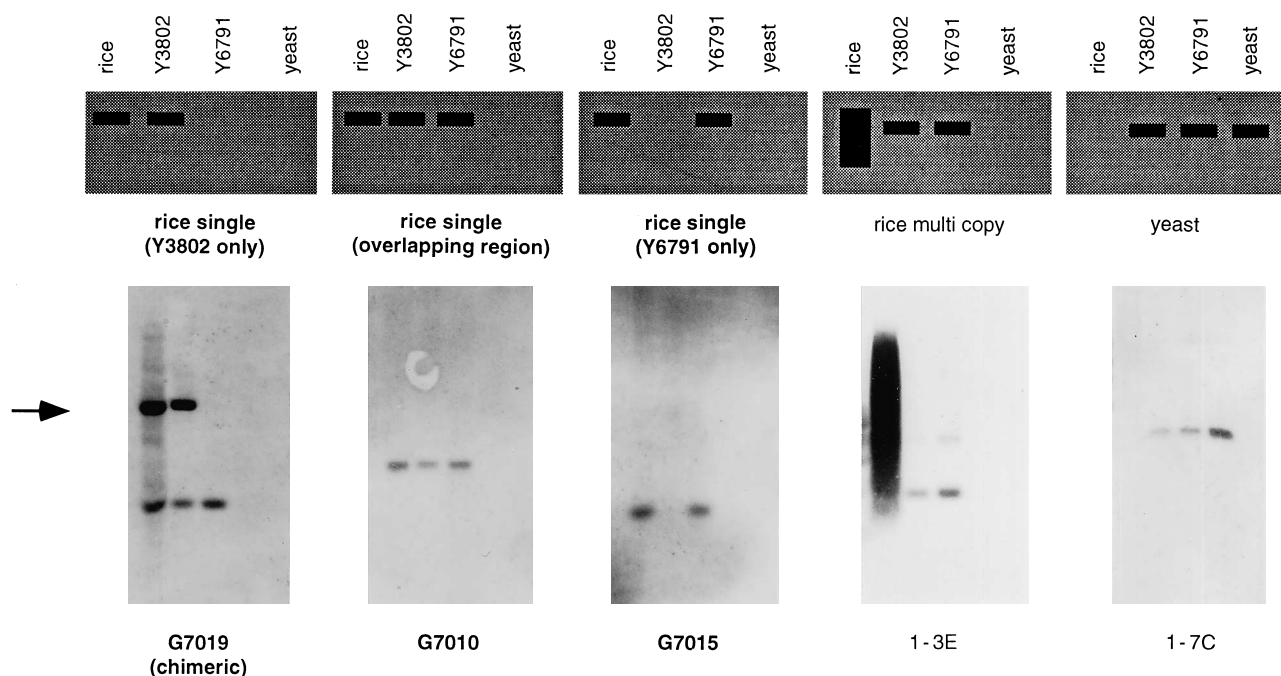 rice Y3802 Y6791 yeast rice Y3802 Y6791 yeast rice Y3802 Y6791 yeast rice Y3802 Y6791 yeast rice Y3802 Y6791 yeast
rice single
(Y3802 only)
rice single
(overlapping region)
rice single
(Y6791 only)
rice multi copy
yeast
G7019
(chimeric)
G7010
G7015
1-3E
1-7C